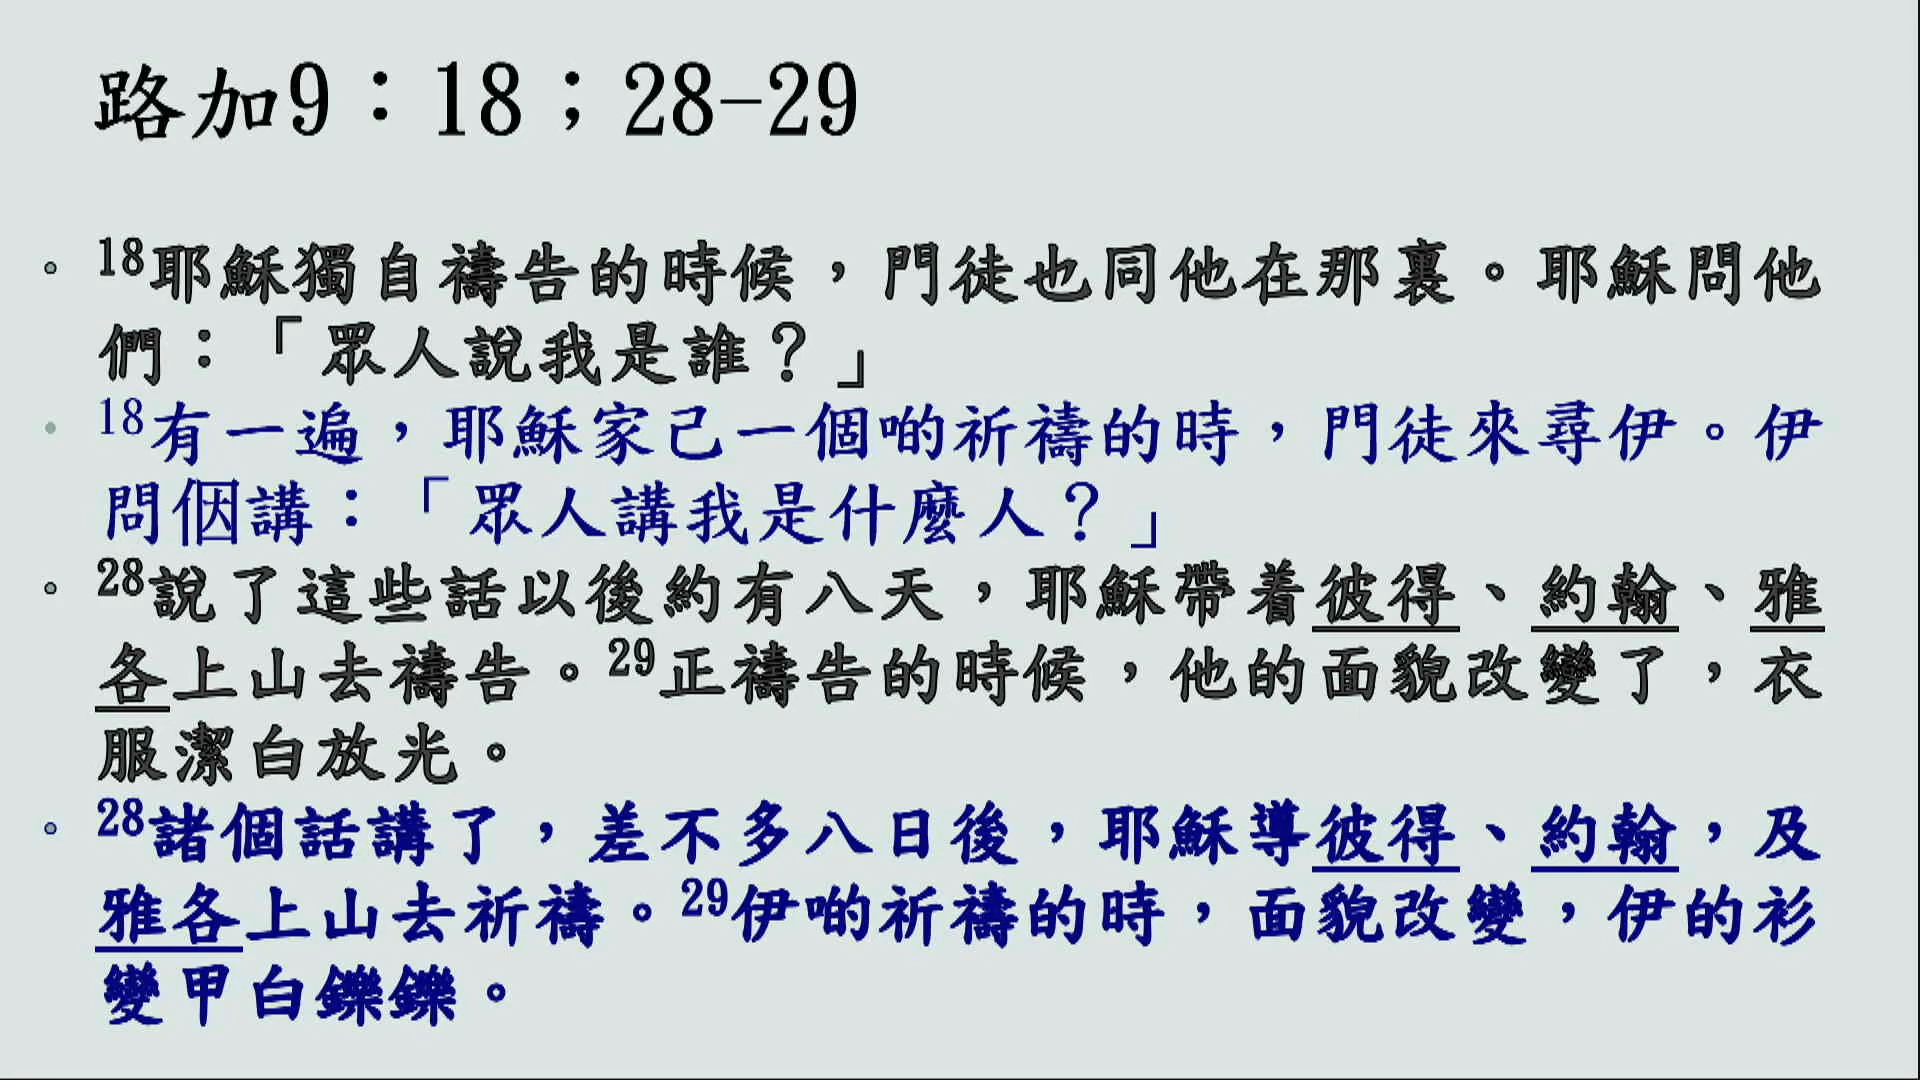 路加9：18；28-29
18耶穌獨自禱告的時候，門徒也同他在那裏。耶穌問他
們：「眾人說我是誰？」
18有一遍，耶穌家己一個啲祈禱的時，門徒來尋伊。伊
問個講：「眾人講我是什麼人？」
28說了這些話以後約有八天，耶穌帶着彼得、約翰、雅
各上山去禱告。29正禱告的時候，他的面貌改變了，衣
服潔白放光。
28諸個話講了，差不多八日後，耶穌導彼得、約翰，及
雅各上山去祈禱。29伊啲祈禱的時，面貌改變，伊的衫
變甲白鑠鑠。